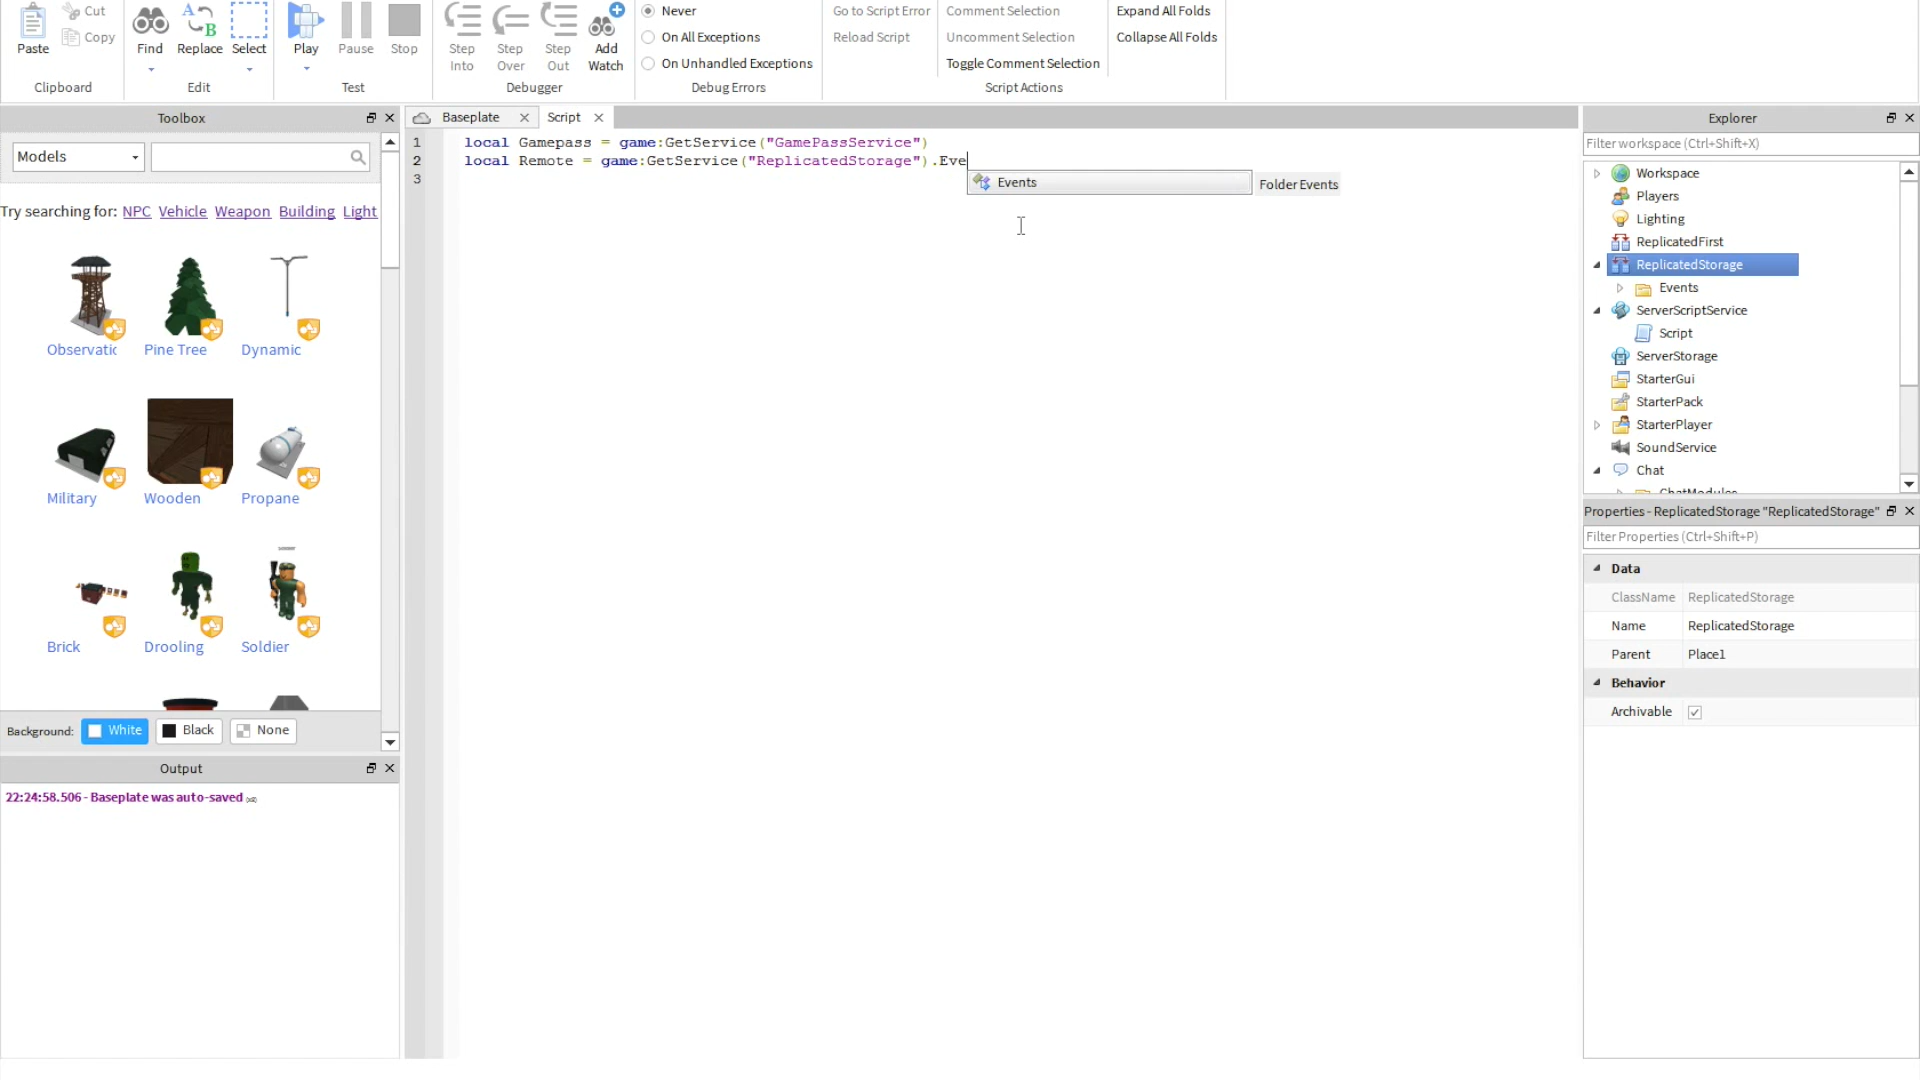 Paste
Cut
Copy
Clipboard
Find
Replace
Select
Edit
Play
Pause
Stop
Test
Step Into
Step Over
Step Out
Add Watch
Debugger
Never
On All Exceptions
On Unhandled Exceptions
Debug Errors
Go to Script Error
Reload Script
Comment Selection
Uncomment Selection
Toggle Comment Selection
Script Actions
Expand All Folds
Collapse All Folds
Toolbox
Models
Try searching for: NPC Vehicle Weapon Building Light
Observatic
Pine Tree
Dynamic
Military
Wooden
Propane
Brick
Drooling
Soldier
Background: White Black None
Output
22:24:58.506 - Baseplate was auto-saved
Baseplate
Script
1 local Gamepass = game:GetService("GamePassService")
2 local Remote = game:GetService("ReplicatedStorage").Eve
3
Events
Folder Events
Explorer
Filter workspace (Ctrl+Shift+X)
Workspace
Players
Lighting
ReplicatedFirst
ReplicatedStorage
Events
ServerScriptService
Script
ServerStorage
StarterGui
StarterPack
StarterPlayer
SoundService
Chat
ChatModules
Properties - ReplicatedStorage "ReplicatedStorage"
Filter Properties (Ctrl+Shift+P)
Data
ClassName ReplicatedStorage
Name ReplicatedStorage
Parent Place1
Behavior
Archivable